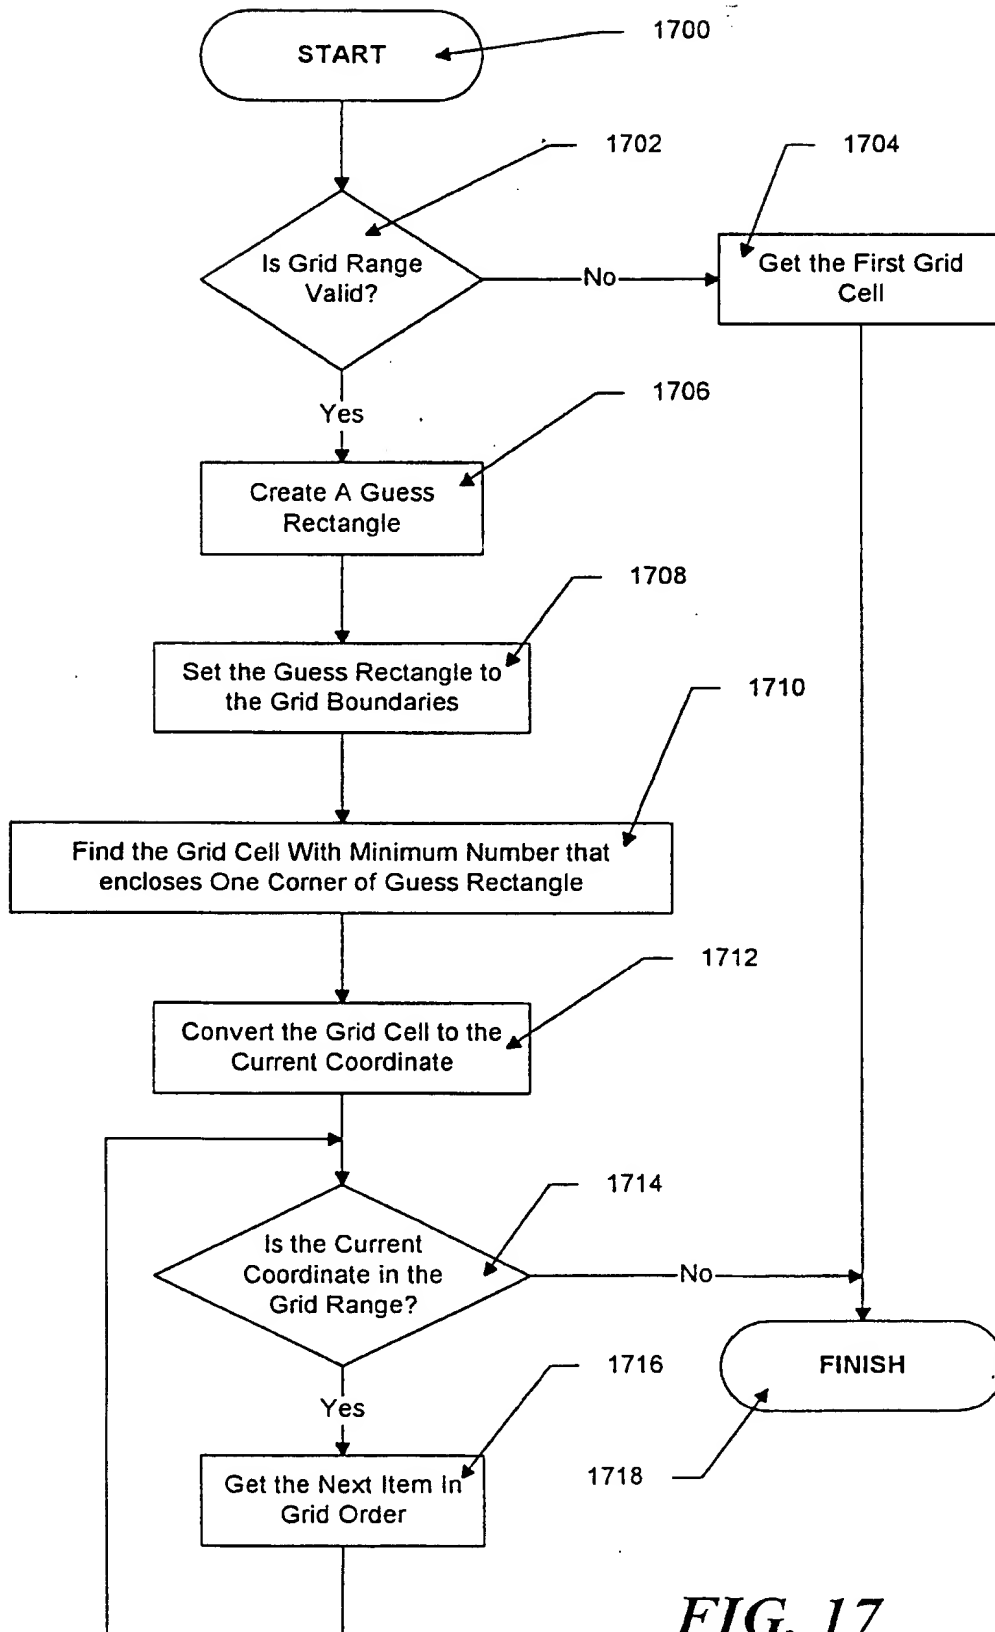 1700
START
1702
1704
Is Grid Range
Valid?
No
Get the First Grid
Cell
Yes
1706
Create A Guess
Rectangle
1708
Set the Guess Rectangle to
the Grid Boundaries
1710
Find the Grid Cell With Minimum Number that
encloses One Corner of Guess Rectangle
1712
Convert the Grid Cell to the
Current Coordinate
1714
Is the Current
Coordinate in the
Grid Range?
No
FINISH
1716
Yes
1718
Get the Next Item In
Grid Order
FIG. 17